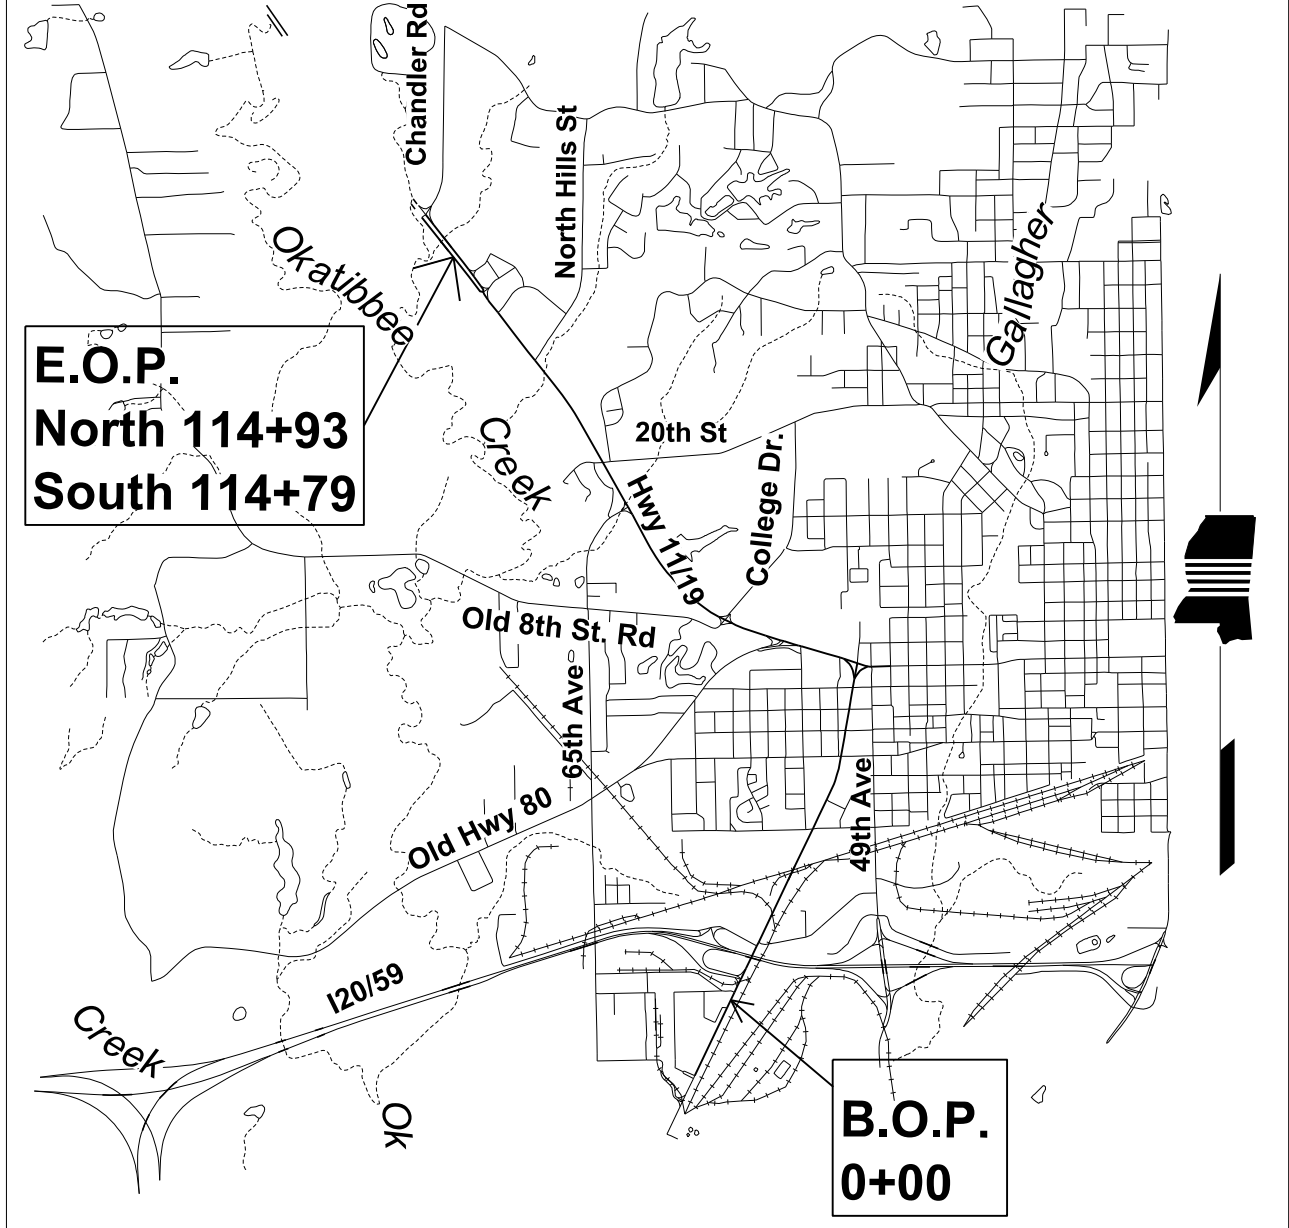 Chandler Rd
North Hills St
Okatibbee
Gallagher
E.O.P.
North 114+93
South 114+79
Creek
20th St
College Dr.
Hwy 11/19
Old 8th St. Rd
65th Ave
Old Hwy 80
49th Ave
I20/59
Creek
Ok
B.O.P.
0+00